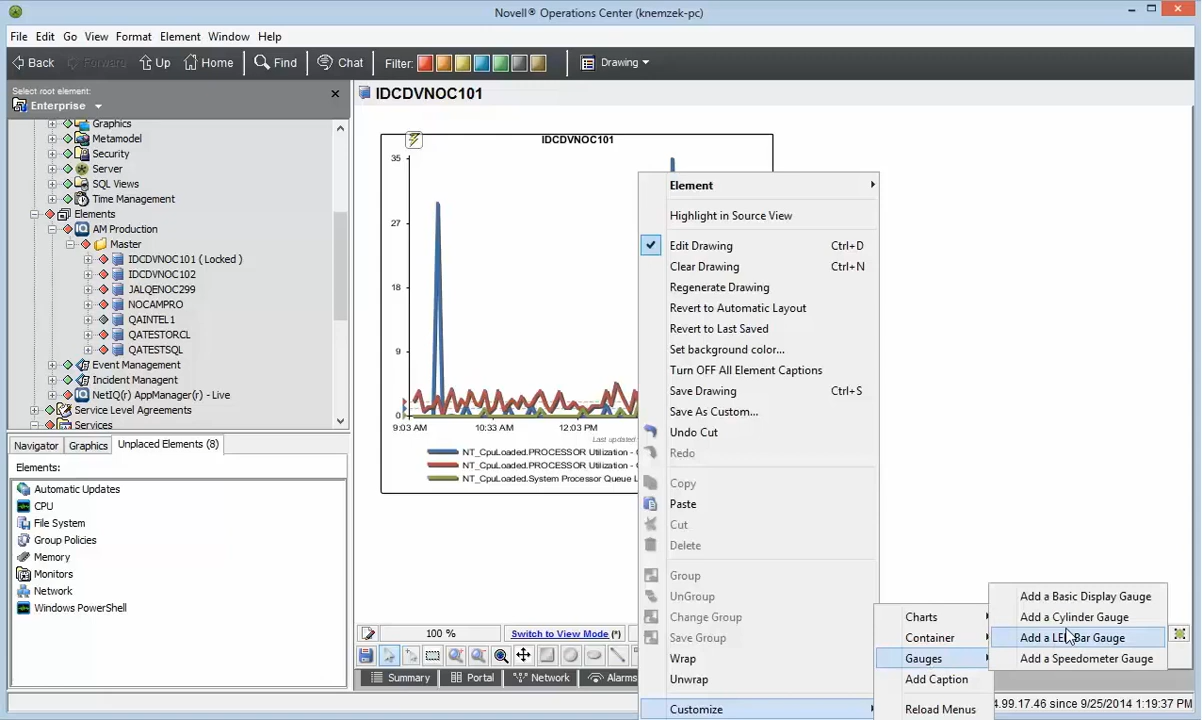 Novell® Operations Center (knemzek-pc)
File Edit Go View Format Element Window Help
Back Forward Up Home Find Chat Filter: Drawing
Select root element:
Enterprise
Graphics
Metamodel
Security
Server
SQL Views
Time Management
Elements
AM Production
Master
IDCDVNOC101 ( Locked )
IDCDVNOC102
JALQENOC299
NOCAMPRO
QAINTEL1
QATESTORCL
QATESTSQL
Event Management
Incident Managent
NetIQ(r) AppManager(r) - Live
Service Level Agreements
Services
Navigator Graphics Unplaced Elements (8)
Elements:
Automatic Updates
CPU
File System
Group Policies
Memory
Monitors
Network
Windows PowerShell
IDCDVNOC101
IDCDVNOC101
35
27
18
9
0
9:03 AM 10:33 AM 12:03 PM
Last updated
NT_CpuLoaded.PROCESSOR Utilization -
NT_CpuLoaded.PROCESSOR Utilization -
NT_CpuLoaded.System Processor Queue L
Element
Highlight in Source View
Edit Drawing Ctrl+D
Clear Drawing Ctrl+N
Regenerate Drawing
Revert to Automatic Layout
Revert to Last Saved
Set background color...
Turn OFF All Element Captions
Save Drawing Ctrl+S
Save As Custom...
Undo Cut
Redo
Copy
Paste
Cut
Delete
Group
UnGroup
Change Group
Save Group
Wrap
Unwrap
Customize
Charts
Container
Gauges
Add Caption
Reload Menus
Add a Basic Display Gauge
Add a Cylinder Gauge
Add a LED Bar Gauge
Add a Speedometer Gauge
100 % Switch to View Mode (*)
Summary Portal Network Alarms
4.99.17.46 since 9/25/2014 1:19:37 PM